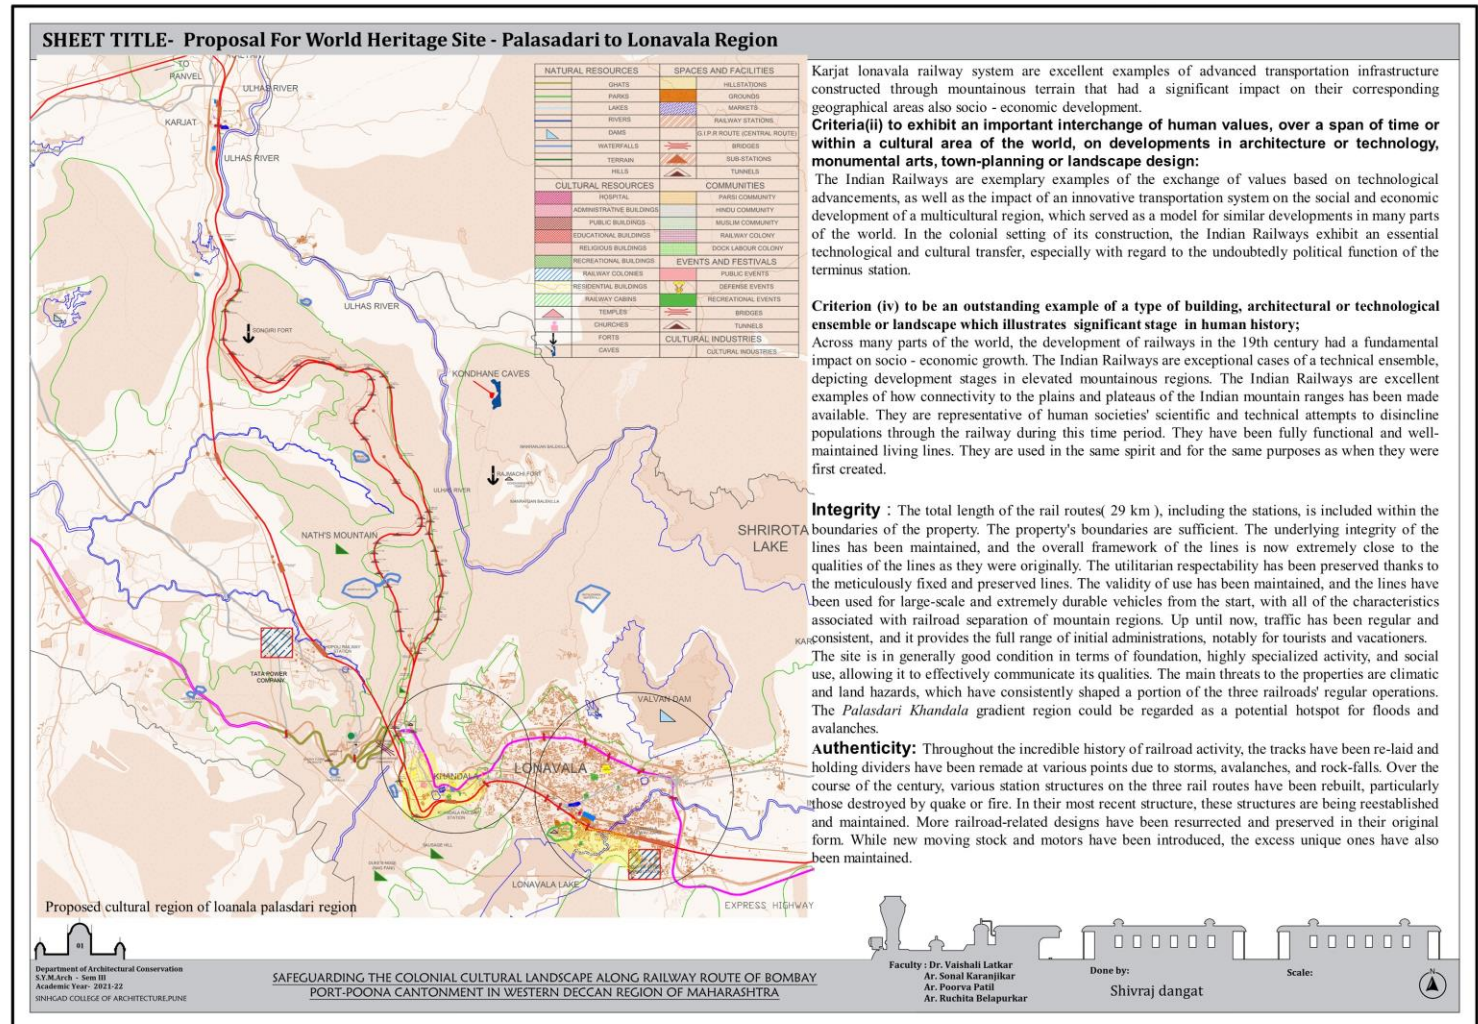 SHEET TITLE- Proposal For World Heritage Site - Palasadari to Lonavala Region
TO
PANVEL
ULHAS RIVER
KARJAT
ULHAS RIVER
ULHAS RIVER
SONGIRI FORT
KONDHANE CAVES
RAJMACHI FORT
ULHAS RIVER
NATH'S MOUNTAIN
SHRIROTA
LAKE
TATA POWER
COMPANY
VALVAN DAM
LONAVALA
KHANDALA
KHANDALA RAILWAY
STATION
SAUSAGE HILL
LONAVALA LAKE
EXPRESS HIGHWAY
NATURAL RESOURCES
GHATS
PARKS
LAKES
RIVERS
DAMS
WATERFALLS
TERRAIN
HILLS
CULTURAL RESOURCES
HOSPITAL
ADMINISTRATIVE BUILDINGS
PUBLIC BUILDINGS
EDUCATIONAL BUILDINGS
RELIGIOUS BUILDINGS
RECREATIONAL BUILDINGS
RAILWAY COLONIES
RESIDENTIAL BUILDINGS
RAILWAY CABINS
TEMPLES
CHURCHES
FORTS
CAVES
SPACES AND FACILITIES
HILLSTATIONS
GROUNDS
MARKETS
RAILWAY STATIONS
G.I.P.R ROUTE (CENTRAL ROUTE)
BRIDGES
SUB-STATIONS
TUNNELS
COMMUNITIES
PARSI COMMUNITY
HINDU COMMUNITY
MUSLIM COMMUNITY
RAILWAY COLONY
DOCK LABOUR COLONY
EVENTS AND FESTIVALS
PUBLIC EVENTS
DEFENSE EVENTS
RECREATIONAL EVENTS
BRIDGES
TUNNELS
CULTURAL INDUSTRIES
CULTURAL INDUSTRIES
Proposed cultural region of loanala palasdari region
Karjat lonavala railway system are excellent examples of advanced transportation infrastructure
constructed through mountainous terrain that had a significant impact on their corresponding
geographical areas also socio - economic development.
Criteria(ii) to exhibit an important interchange of human values, over a span of time or
within a cultural area of the world, on developments in architecture or technology,
monumental arts, town-planning or landscape design:
The Indian Railways are exemplary examples of the exchange of values based on technological
advancements, as well as the impact of an innovative transportation system on the social and economic
development of a multicultural region, which served as a model for similar developments in many parts
of the world. In the colonial setting of its construction, the Indian Railways exhibit an essential
technological and cultural transfer, especially with regard to the undoubtedly political function of the
terminus station.
Criterion (iv) to be an outstanding example of a type of building, architectural or technological
ensemble or landscape which illustrates significant stage in human history;
Across many parts of the world, the development of railways in the 19th century had a fundamental
impact on socio - economic growth. The Indian Railways are exceptional cases of a technical ensemble,
depicting development stages in elevated mountainous regions. The Indian Railways are excellent
examples of how connectivity to the plains and plateaus of the Indian mountain ranges has been made
available. They are representative of human societies' scientific and technical attempts to disincline
populations through the railway during this time period. They have been fully functional and well-
maintained living lines. They are used in the same spirit and for the same purposes as when they were
first created.
Integrity : The total length of the rail routes( 29 km ), including the stations, is included within the
boundaries of the property. The property's boundaries are sufficient. The underlying integrity of the
lines has been maintained, and the overall framework of the lines is now extremely close to the
qualities of the lines as they were originally. The utilitarian respectability has been preserved thanks to
the meticulously fixed and preserved lines. The validity of use has been maintained, and the lines have
been used for large-scale and extremely durable vehicles from the start, with all of the characteristics
associated with railroad separation of mountain regions. Up until now, traffic has been regular and
consistent, and it provides the full range of initial administrations, notably for tourists and vacationers.
The site is in generally good condition in terms of foundation, highly specialized activity, and social
use, allowing it to effectively communicate its qualities. The main threats to the properties are climatic
and land hazards, which have consistently shaped a portion of the three railroads' regular operations.
The Palasdari Khandala gradient region could be regarded as a potential hotspot for floods and
avalanches.
Authenticity: Throughout the incredible history of railroad activity, the tracks have been re-laid and
holding dividers have been remade at various points due to storms, avalanches, and rock-falls. Over the
course of the century, various station structures on the three rail routes have been rebuilt, particularly
those destroyed by quake or fire. In their most recent structure, these structures are being reestablished
and maintained. More railroad-related designs have been resurrected and preserved in their original
form. While new moving stock and motors have been introduced, the excess unique ones have also
been maintained.
01
Department of Architectural Conservation
S.Y.M.Arch - Sem III
Academic Year- 2021-22
SINHGAD COLLEGE OF ARCHITECTURE,PUNE
SAFEGUARDING THE COLONIAL CULTURAL LANDSCAPE ALONG RAILWAY ROUTE OF BOMBAY
PORT-POONA CANTONMENT IN WESTERN DECCAN REGION OF MAHARASHTRA
Faculty : Dr. Vaishali Latkar
Ar. Sonal Karanjikar
Ar. Poorva Patil
Ar. Ruchita Belapurkar
Done by:
Shivraj dangat
Scale:
N